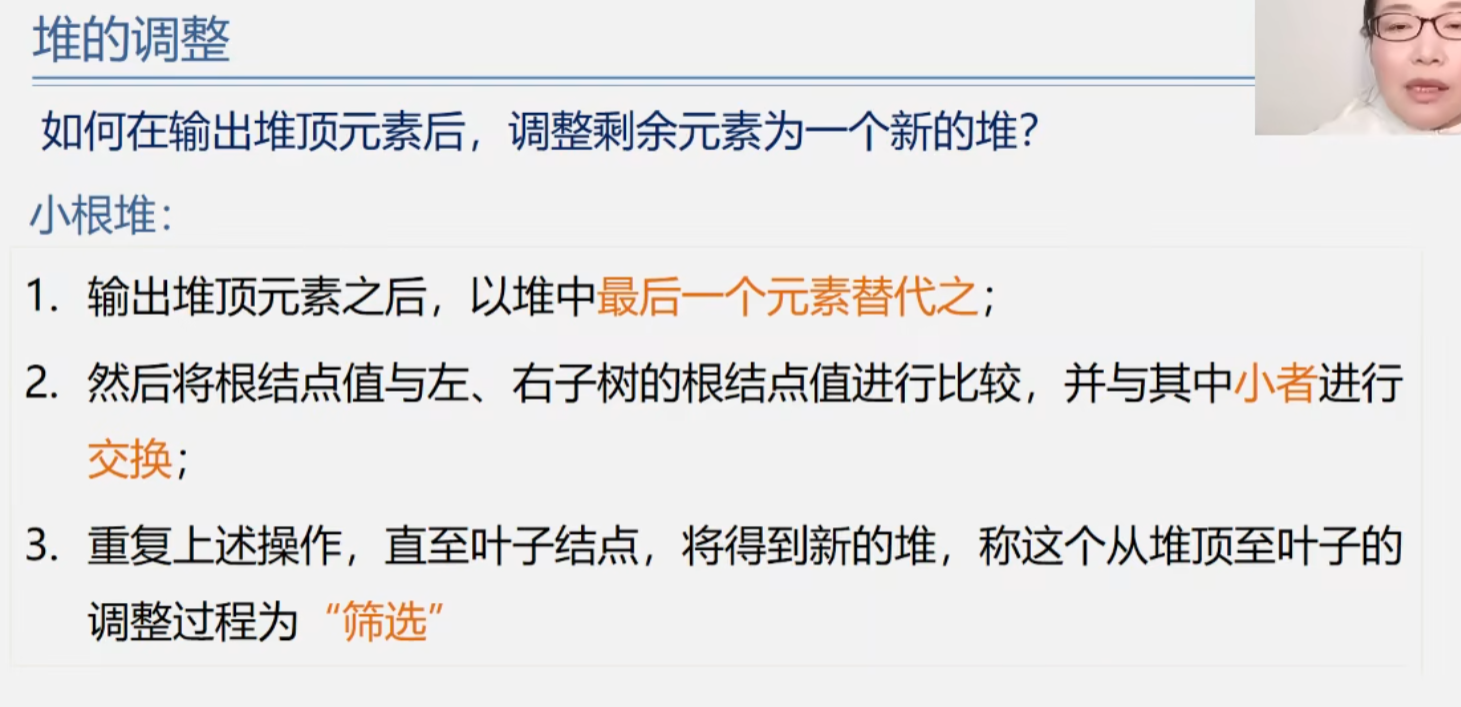 堆的调整
如何在输出堆顶元素后，调整剩余元素为一个新的堆？
小根堆：
1. 输出堆顶元素之后，以堆中最后一个元素替代之；
2. 然后将根结点值与左、右子树的根结点值进行比较，并与其中小者进行
交换；
3. 重复上述操作，直至叶子结点，将得到新的堆，称这个从堆顶至叶子的
调整过程为“筛选”